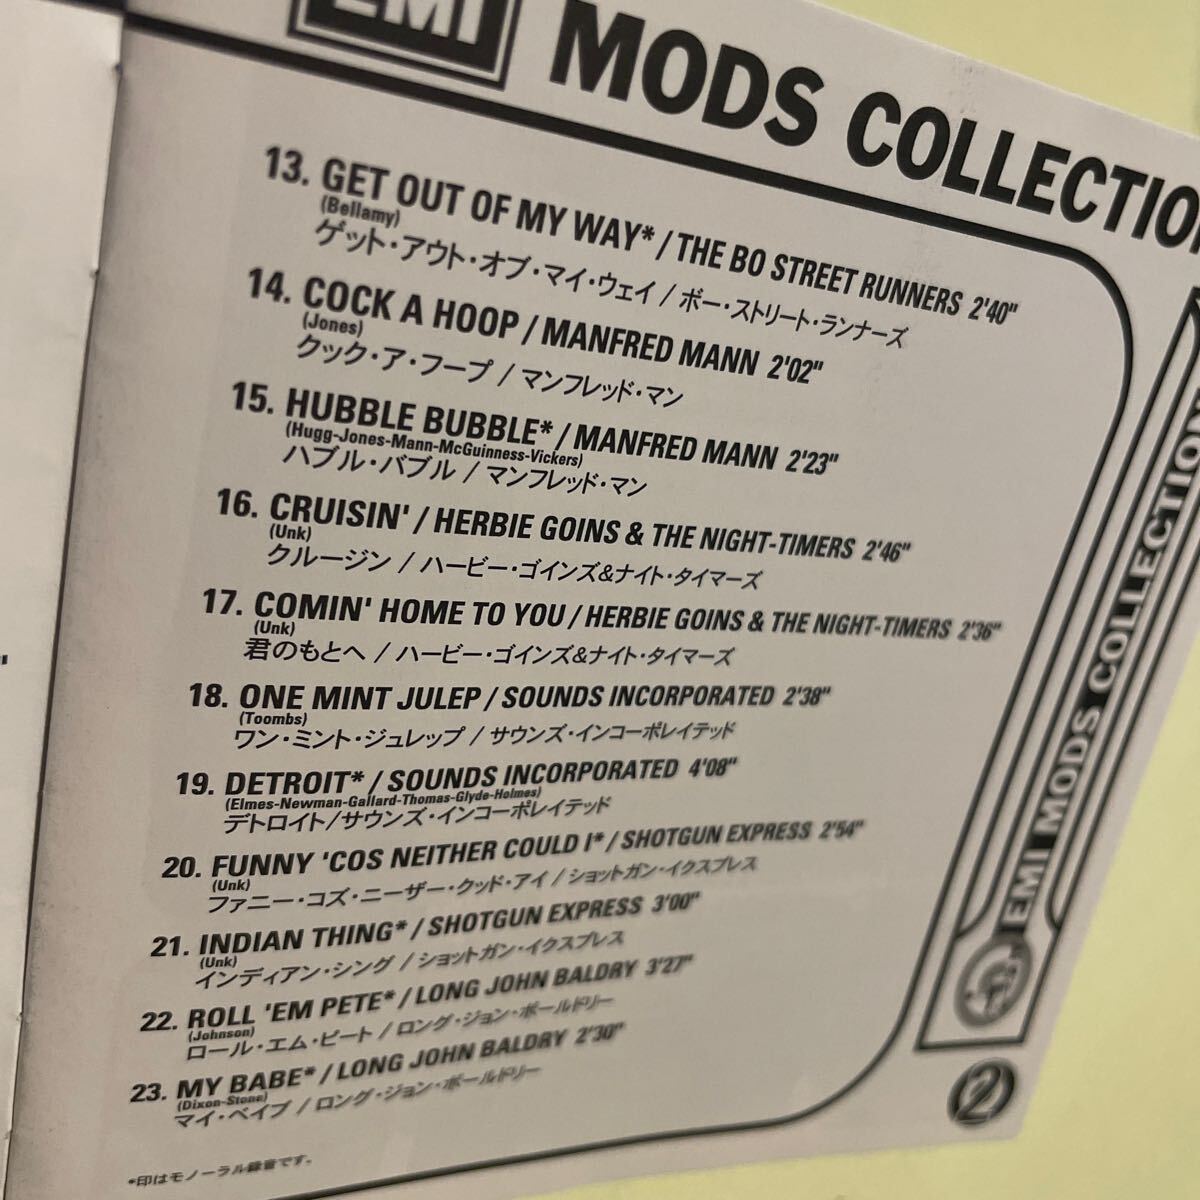 EMI MODS COLLECTION
13. GET OUT OF MY WAY* / THE BO STREET RUNNERS 2'40"
(Bellamy)
ゲット・アウト・オブ・マイ・ウェイ / ボー・ストリート・ランナーズ
14. COCK A HOOP / MANFRED MANN 2'02"
(Jones)
クック・ア・フープ / マンフレッド・マン
15. HUBBLE BUBBLE* / MANFRED MANN 2'23"
(Hugg-Jones-Mann-McGuinness-Vickers)
ハブル・バブル / マンフレッド・マン
16. CRUISIN' / HERBIE GOINS & THE NIGHT-TIMERS 2'46"
(Unk)
クルージン / ハービー・ゴインズ&ナイト・タイマーズ
17. COMIN' HOME TO YOU / HERBIE GOINS & THE NIGHT-TIMERS 2'36"
(Unk)
君のもとへ / ハービー・ゴインズ&ナイト・タイマーズ
18. ONE MINT JULEP / SOUNDS INCORPORATED 2'38"
(Toombs)
ワン・ミント・ジュレップ / サウンズ・インコーポレイテッド
19. DETROIT* / SOUNDS INCORPORATED 4'08"
(Elmes-Newman-Gallard-Thomas-Glyde-Holmes)
デトロイト / サウンズ・インコーポレイテッド
20. FUNNY 'COS NEITHER COULD I* / SHOTGUN EXPRESS 2'54"
(Unk)
ファニー・コズ・ニーザー・クッド・アイ / ショットガン・イクスプレス
21. INDIAN THING* / SHOTGUN EXPRESS 3'00"
(Unk)
インディアン・シング / ショットガン・イクスプレス
22. ROLL 'EM PETE* / LONG JOHN BALDRY 3'27"
(Johnson)
ロール・エム・ピート / ロング・ジョン・ボールドリー
23. MY BABE* / LONG JOHN BALDRY 2'30"
(Dixon-Stone)
マイ・ベイブ / ロング・ジョン・ボールドリー
*印はモノーラル録音です。
EMI MODS COLLECTION
2